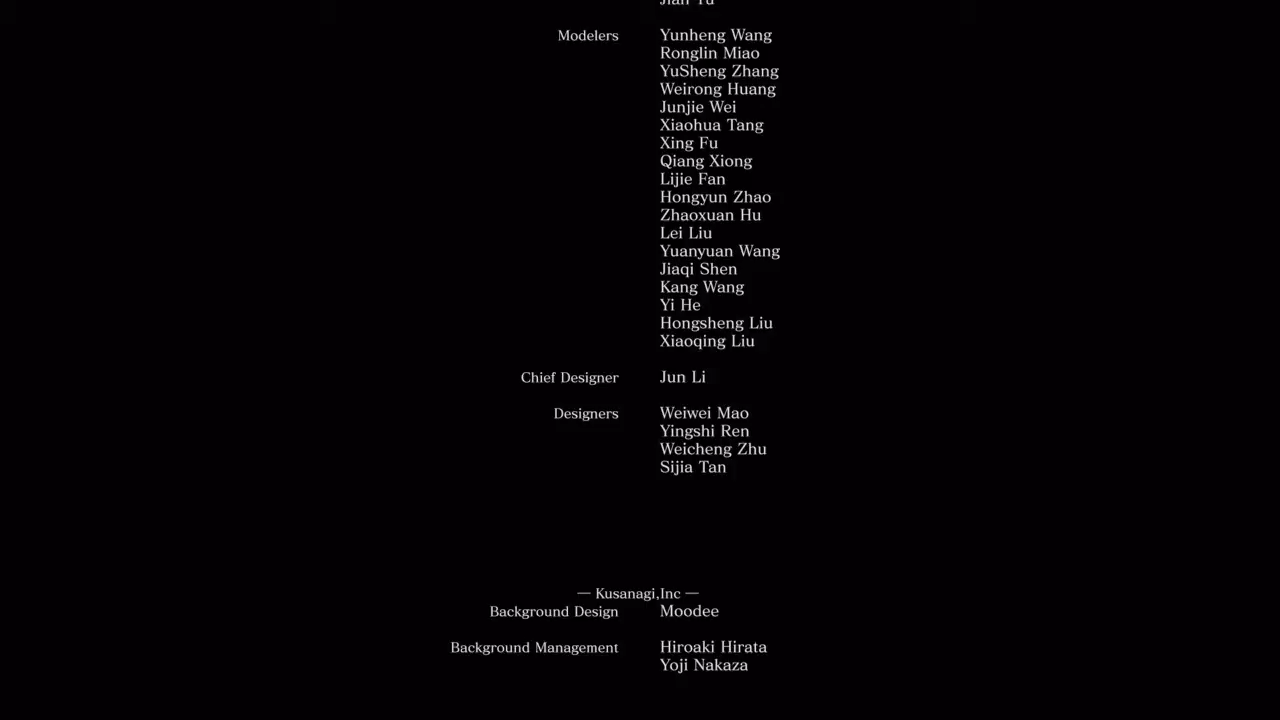 Jian Yu
Modelers Yunheng Wang
Ronglin Miao
YuSheng Zhang
Weirong Huang
Junjie Wei
Xiaohua Tang
Xing Fu
Qiang Xiong
Lijie Fan
Hongyun Zhao
Zhaoxuan Hu
Lei Liu
Yuanyuan Wang
Jiaqi Shen
Kang Wang
Yi He
Hongsheng Liu
Xiaoqing Liu
Chief Designer Jun Li
Designers Weiwei Mao
Yingshi Ren
Weicheng Zhu
Sijia Tan
— Kusanagi,Inc —
Background Design Moodee
Background Management Hiroaki Hirata
Yoji Nakaza